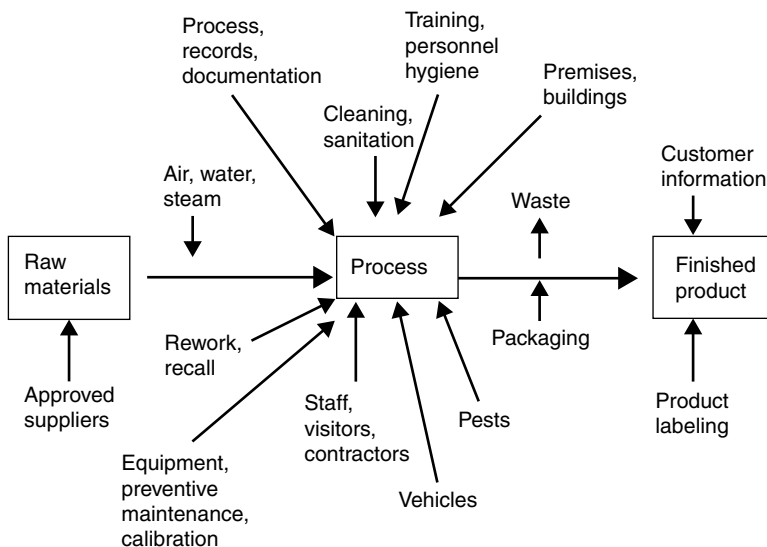 Process,
records,
documentation
Training,
personnel
hygiene
Premises,
buildings
Cleaning,
sanitation
Air, water,
steam
Waste
Customer
information
Raw
materials
Process
Finished
product
Rework,
recall
Packaging
Approved
suppliers
Staff,
visitors,
contractors
Pests
Product
labeling
Equipment,
preventive
maintenance,
calibration
Vehicles